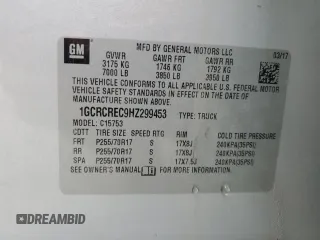 GM
MFD BY GENERAL MOTORS LLC
03/17
GVWR GAWR FRT GAWR RR
3175 KG 1746 KG 1792 KG
7000 LB 3850 LB 3950 LB
THIS VEHICLE CONFORMS TO ALL APPLICABLE U.S. FEDERAL MOTOR
VEHICLE SAFETY STANDARDS IN EFFECT ON THE DATE OF
MANUFACTURE SHOWN ABOVE.
1GCRCREC9HZ299453 TYPE: TRUCK
MODEL: C15753
CDTT TIRE SIZE SPEED RTG RIM COLD TIRE PRESSURE
FRT P255/70R17 S 17X8J 240KPA(35PSI)
RR P255/70R17 S 17X8J 240KPA(35PSI)
SPA P255/70R17 S 17X7.5J 240KPA(35PSI)
SEE OWNER'S MANUAL FOR MORE INFORMATION.
© AUTOBIDMASTER
AUTOBIDMASTER